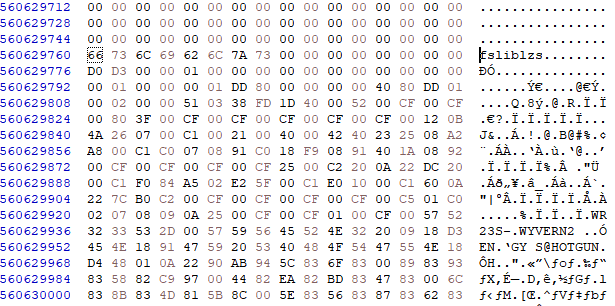 560629712 00 00 00 00 00 00 00 00 00 00 00 00 00 00 00 00 ................
560629728 00 00 00 00 00 00 00 00 00 00 00 00 00 00 00 00 ................
560629744 00 00 00 00 00 00 00 00 00 00 00 00 00 00 00 00 ................
560629760 66 73 6C 69 62 6C 7A 73 00 00 00 00 00 00 00 00 fsliblzs........
560629776 D0 D3 00 00 01 00 00 00 00 00 00 00 00 00 00 00 ÐÓ..............
560629792 00 00 00 01 00 01 DD 80 00 00 00 00 40 80 DD 01 ......Ý€....@€Ý.
560629808 00 02 00 00 51 03 38 FD 1D 40 00 52 00 CF 00 CF ....Q.8ý.@.R.Ï.Ï
560629824 00 80 3F 00 CF 00 CF 00 CF 00 CF 00 CF 00 12 0B .€?.Ï.Ï.Ï.Ï.Ï...
560629840 4A 26 07 00 C1 00 21 00 40 00 42 40 23 25 08 A2 J&..Á.!.@.B@#%.¢
560629856 A8 00 C1 C0 07 08 91 C0 18 F9 08 91 40 1A 08 92 ¨.ÁÀ..‘À.ù.‘@..’
560629872 00 CF 00 CF 00 CF 00 CF 25 00 C2 20 0A 22 DC 20 .Ï.Ï.Ï.Ï%.Â ."Ü
560629888 00 C1 F0 84 A5 02 E2 5F 00 C1 E0 10 00 C1 60 0A .Áð„¥.â_.Áà..Á`.
560629904 22 7C B0 C2 00 CF 00 CF 00 CF 00 CF 00 C5 01 C0 "|°Â.Ï.Ï.Ï.Ï.Å.À
560629920 02 07 08 09 0A 25 00 CF 00 CF 01 CF 00 CF 57 52 .....%.Ï.Ï.Ï.ÏWR
560629936 32 33 53 2D 00 57 59 56 45 52 4E 32 20 09 18 D3 23S-.WYVERN2 ..Ó
560629952 45 4E 18 91 47 59 20 53 40 48 4F 54 47 55 4E 18 EN.‘GY S@HOTGUN.
560629968 D4 48 01 0A 22 90 AB 94 5C 83 6F 83 00 89 83 93 ÔH..".«”\ƒoƒ.‰ƒ“
560629984 83 58 82 C9 97 00 44 82 EA 82 BD 83 47 83 00 6C ƒX‚É—.D‚ê‚½ƒGƒ.l
560630000 83 8B 83 4D 81 5B 8C 00 5E 83 56 83 87 83 62 83 ƒ‹ƒM.[Œ.^ƒVƒ‡ƒbƒ